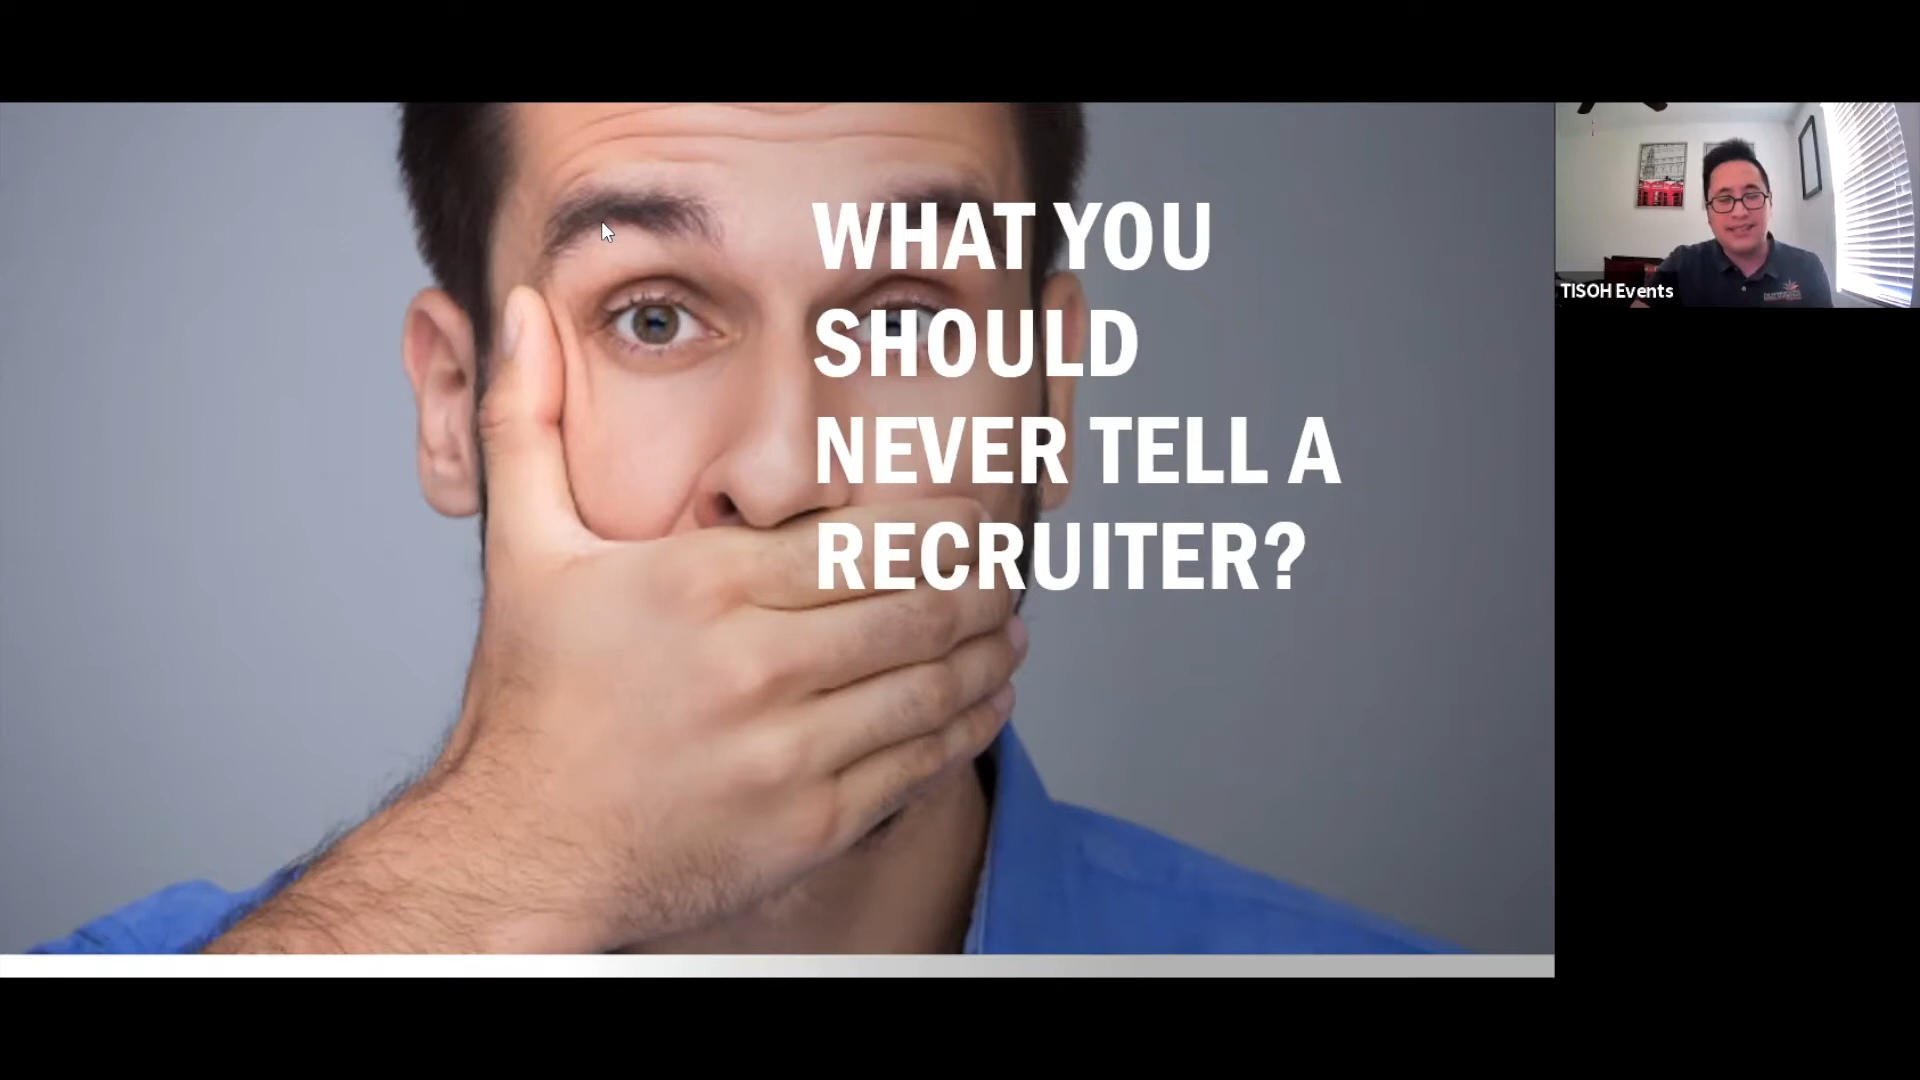 WHAT YOU
SHOULD
NEVER TELL A
RECRUITER?
TISOH Events